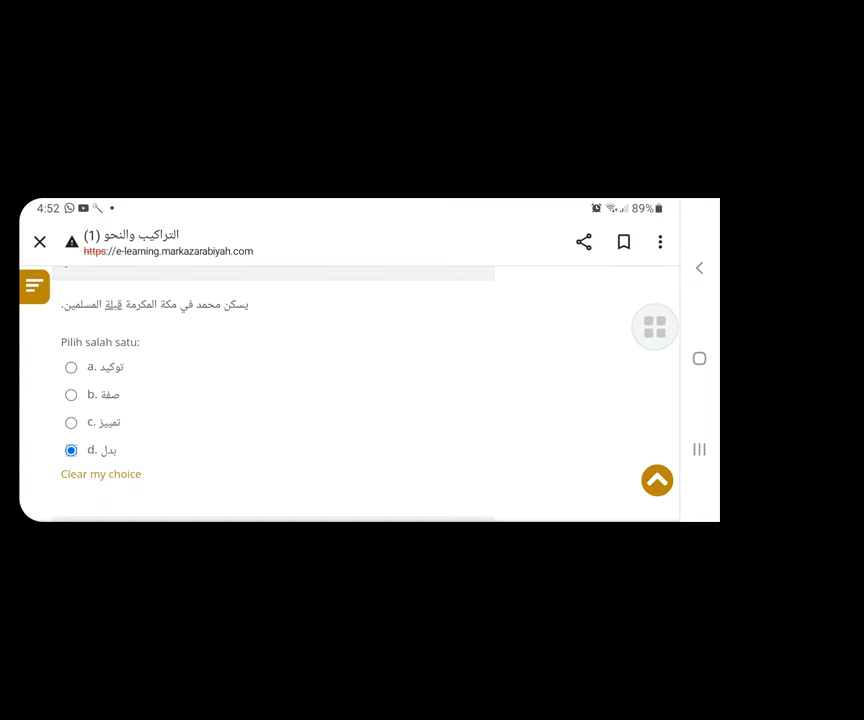 4:52
89%
التراكيب والنحو (1)
https://e-learning.markazarabiyah.com
يسكن محمد في مكة المكرمة قبلة المسلمين.
Pilih salah satu:
a. توكيد
b. صفة
c. تمييز
d. بدل
Clear my choice